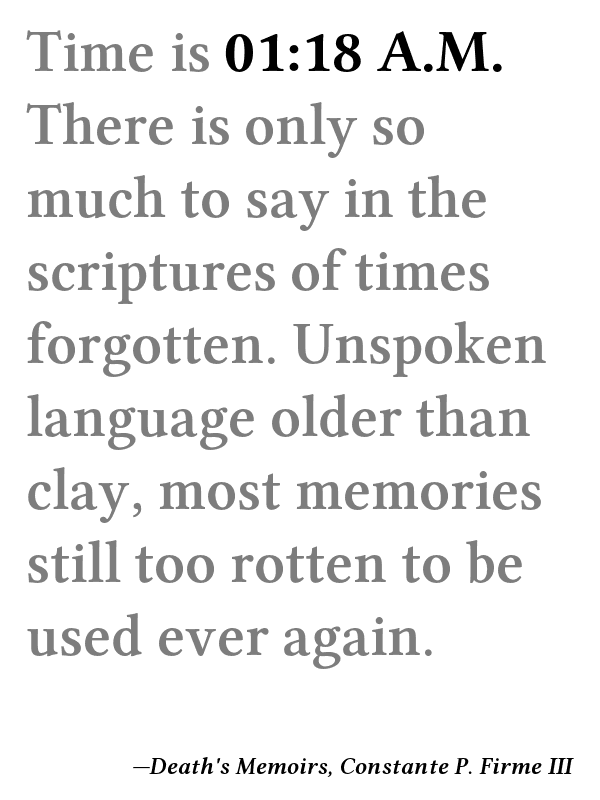 Time is 01:18 A.M.
There is only so
much to say in the
scriptures of times
forgotten. Unspoken
language older than
clay, most memories
still too rotten to be
used ever again.
—Death's Memoirs, Constante P. Firme III